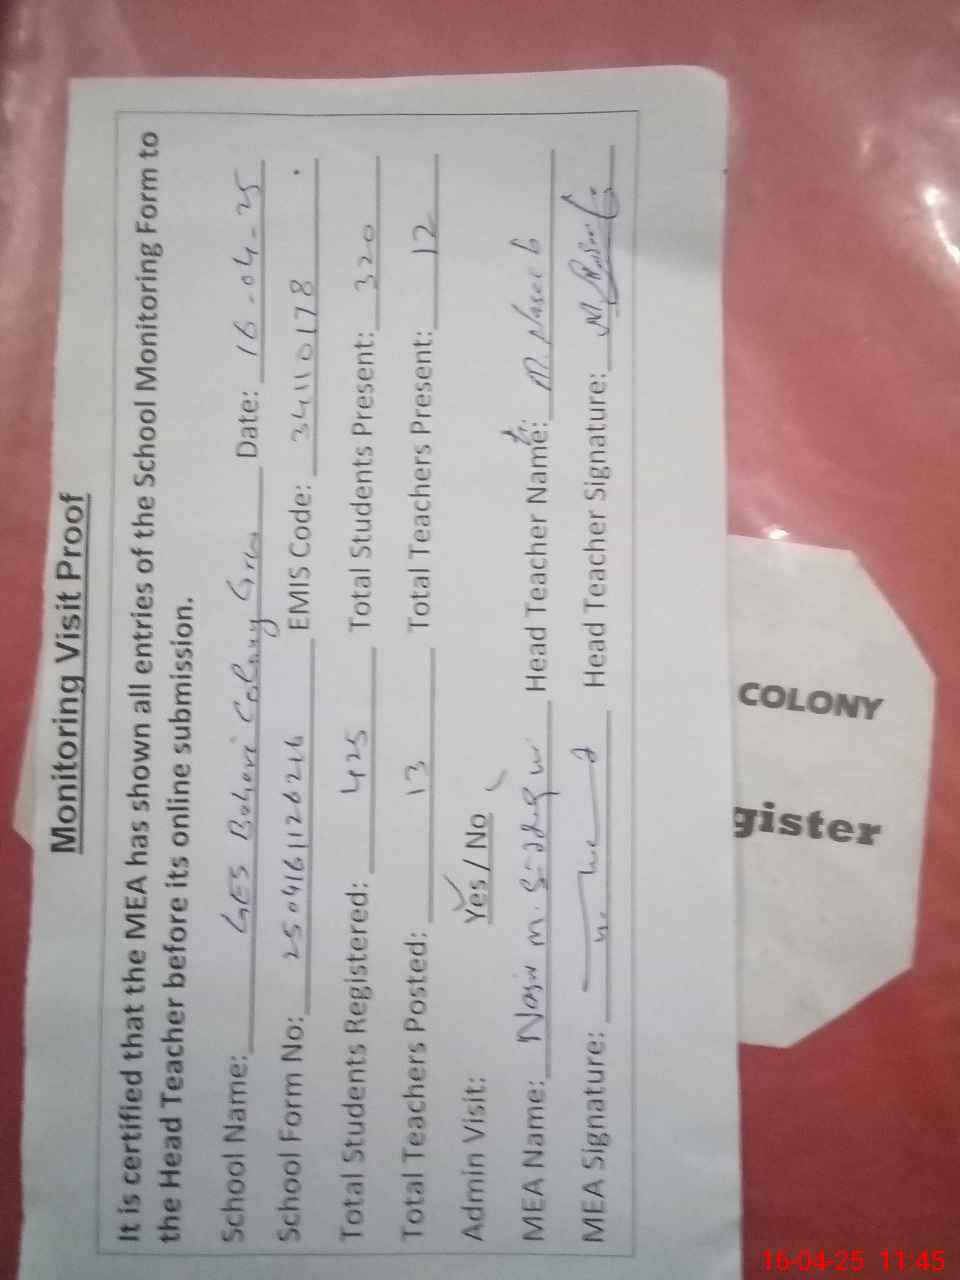 Monitoring Visit Proof
It is certified that the MEA has shown all entries of the School Monitoring Form to
the Head Teacher before its online submission.
School Name: GES Behari Colony Date: 16-04-25
School Form No: EMIS Code: 34110178
Total Students Registered: 425 Total Students Present: 320
Total Teachers Posted: 13 Total Teachers Present: 12
Admin Visit: Yes / No
MEA Name: M. Head Teacher Name: M. Naseeb
MEA Signature: Head Teacher Signature:
COLONY
gister
16-04-25 11:45